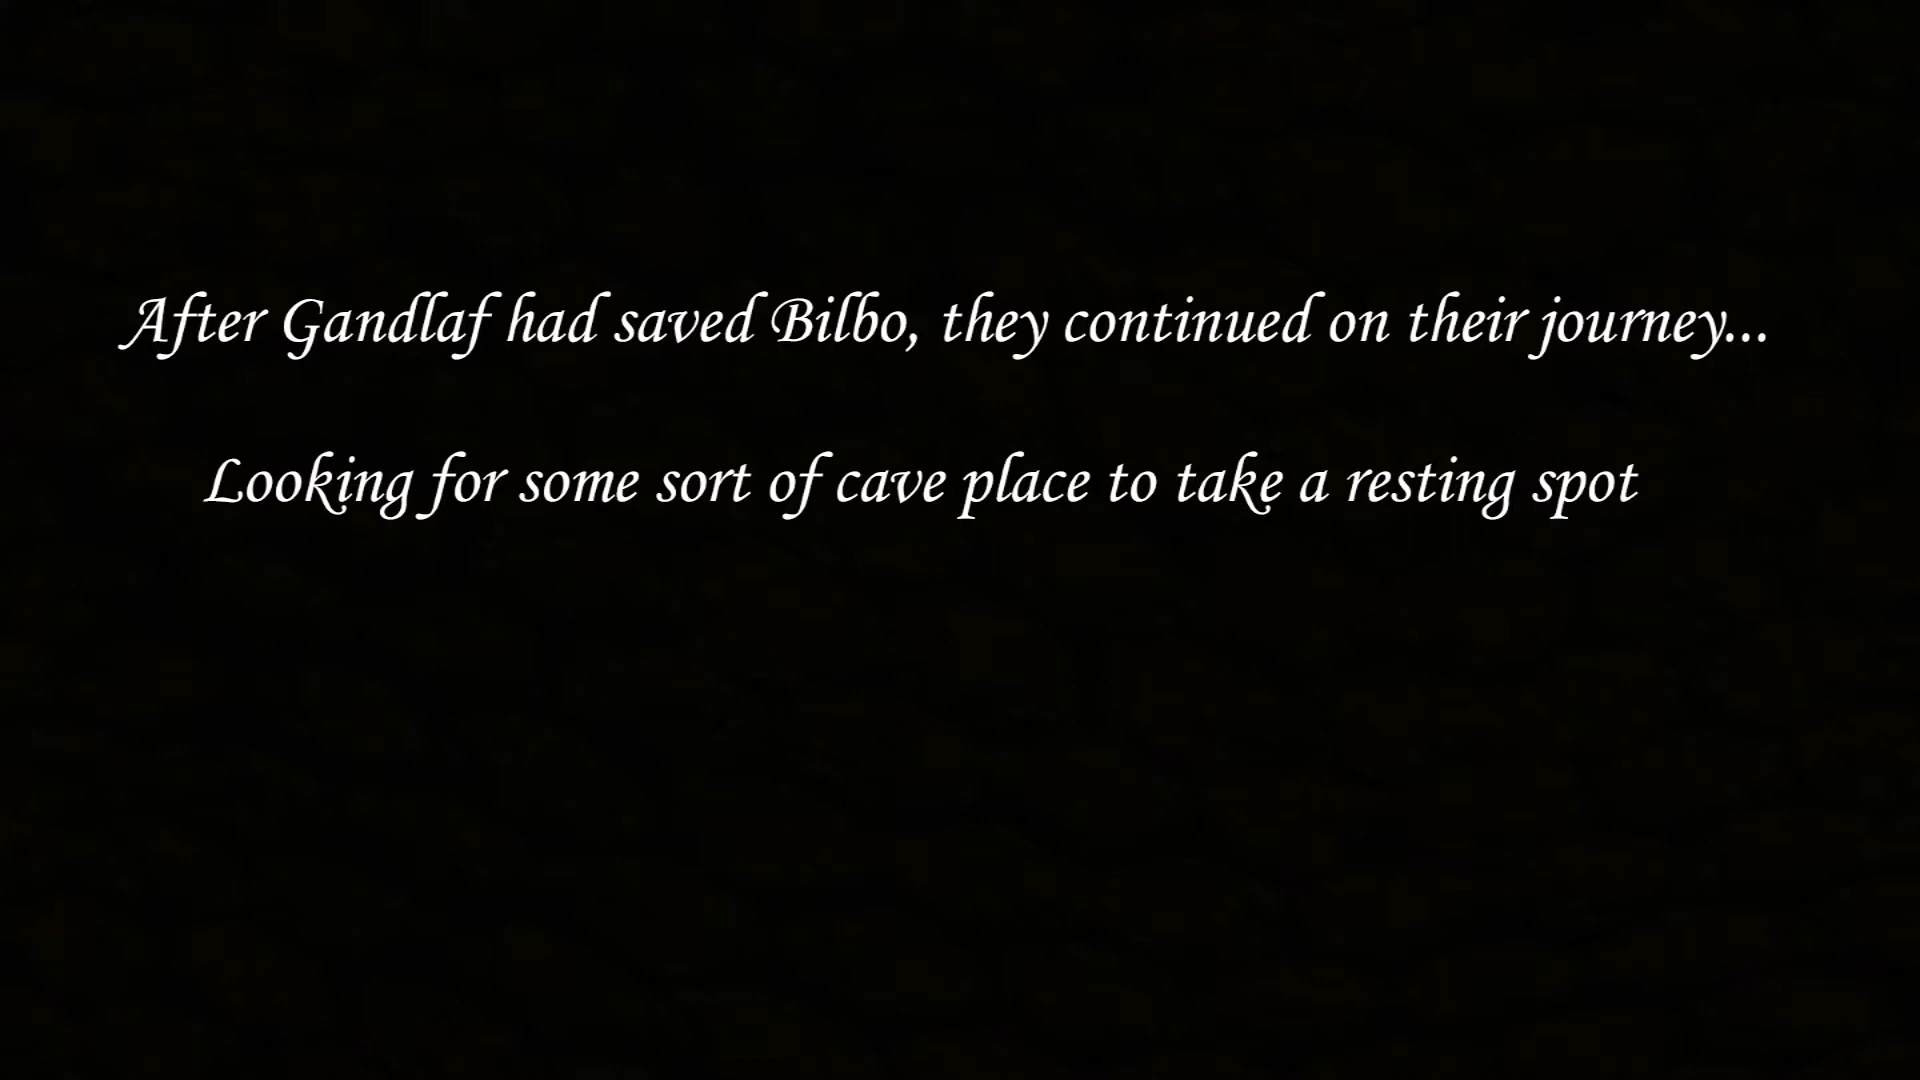 After Gandlaf had saved Bilbo, they continued on their journey...
Looking for some sort of cave place to take a resting spot